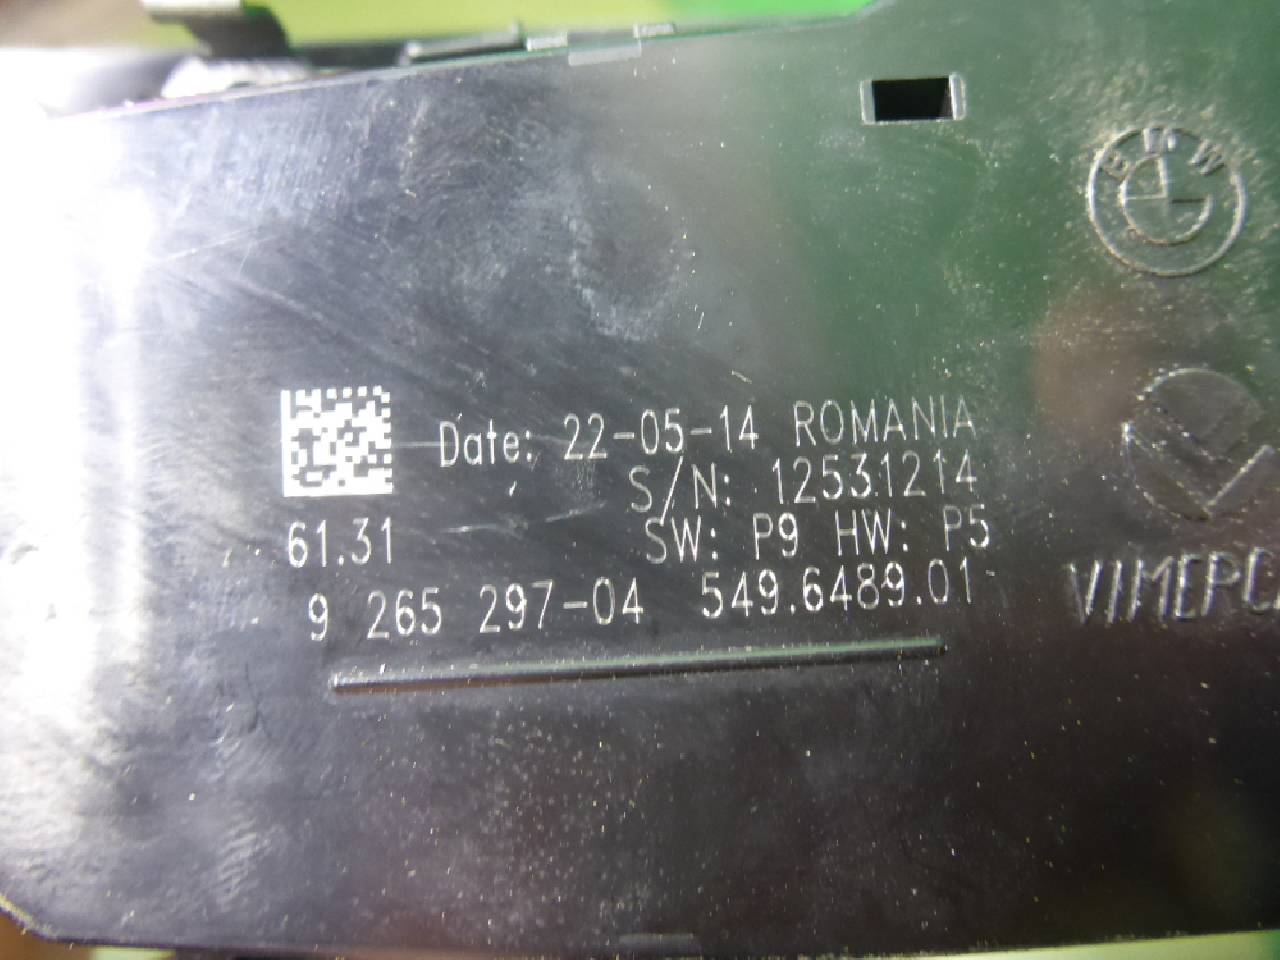 BMW
Date: 22-05-14 ROMANIA
S/N: 12531214
61.31 SW: P9 HW: P5
9 265 297-04 549.6489.01